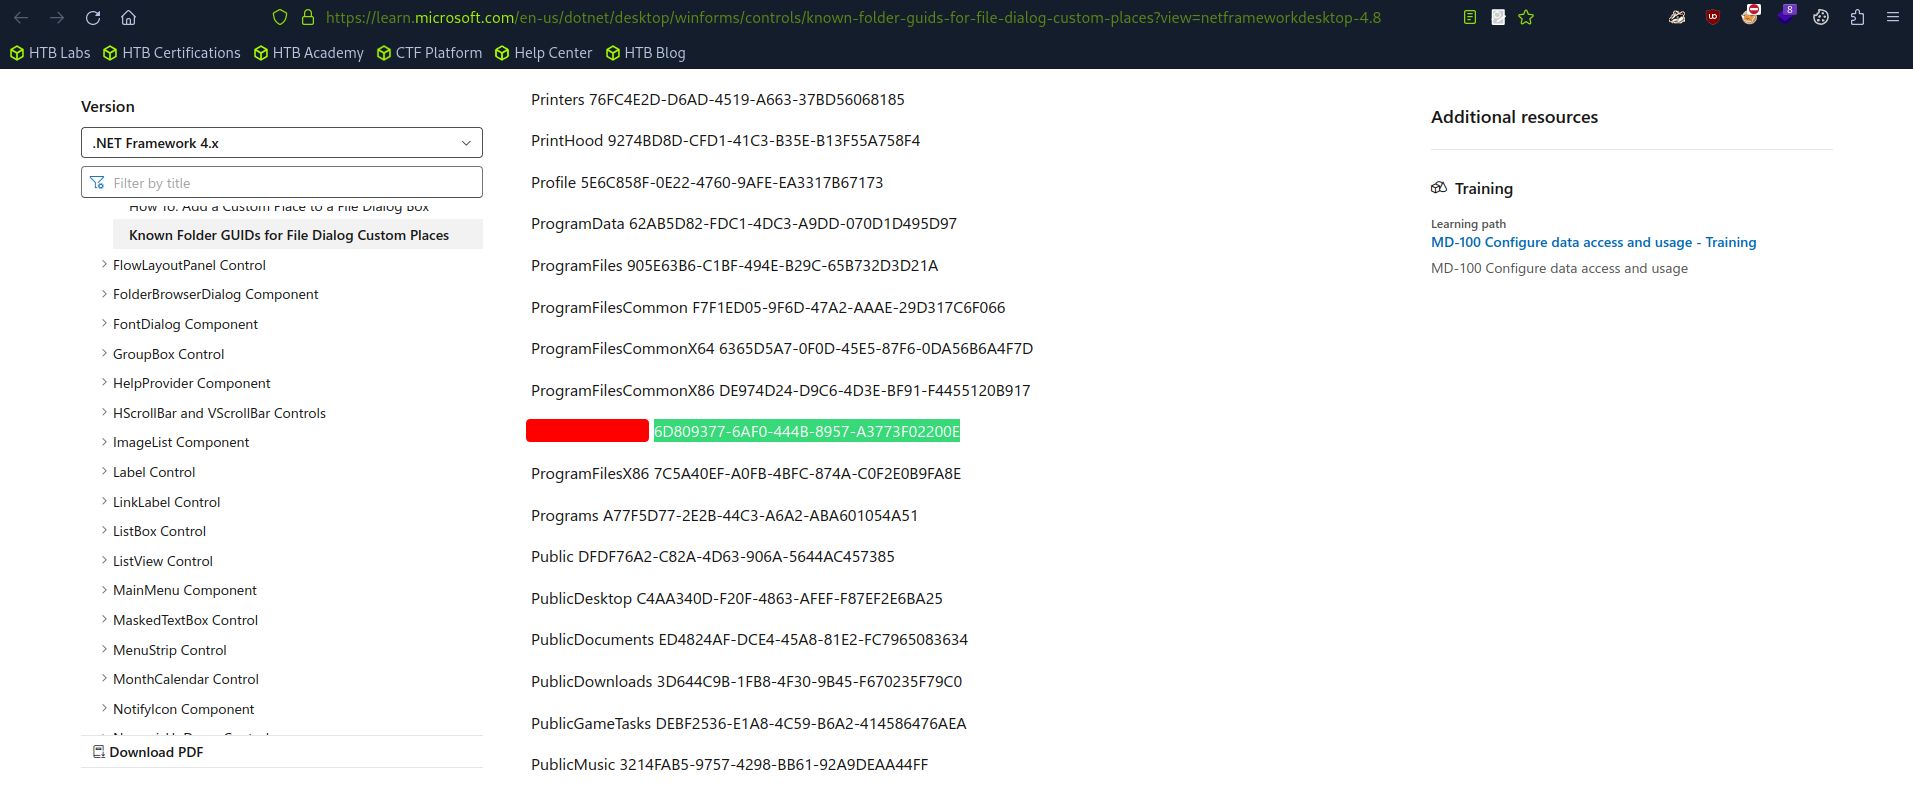 https://learn.microsoft.com/en-us/dotnet/desktop/winforms/controls/known-folder-guids-for-file-dialog-custom-places?view=netframeworkdesktop-4.8
8
HTB Labs HTB Certifications HTB Academy CTF Platform Help Center HTB Blog
Version
.NET Framework 4.x
Filter by title
How To: Add a Custom Place to a File Dialog Box
Known Folder GUIDs for File Dialog Custom Places
FlowLayoutPanel Control
FolderBrowserDialog Component
FontDialog Component
GroupBox Control
HelpProvider Component
HScrollBar and VScrollBar Controls
ImageList Component
Label Control
LinkLabel Control
ListBox Control
ListView Control
MainMenu Component
MaskedTextBox Control
MenuStrip Control
MonthCalendar Control
NotifyIcon Component
Download PDF
Printers 76FC4E2D-D6AD-4519-A663-37BD56068185
PrintHood 9274BD8D-CFD1-41C3-B35E-B13F55A758F4
Profile 5E6C858F-0E22-4760-9AFE-EA3317B67173
ProgramData 62AB5D82-FDC1-4DC3-A9DD-070D1D495D97
ProgramFiles 905E63B6-C1BF-494E-B29C-65B732D3D21A
ProgramFilesCommon F7F1ED05-9F6D-47A2-AAAE-29D317C6F066
ProgramFilesCommonX64 6365D5A7-0F0D-45E5-87F6-0DA56B6A4F7D
ProgramFilesCommonX86 DE974D24-D9C6-4D3E-BF91-F4455120B917
6D809377-6AF0-444B-8957-A3773F02200E
ProgramFilesX86 7C5A40EF-A0FB-4BFC-874A-C0F2E0B9FA8E
Programs A77F5D77-2E2B-44C3-A6A2-ABA601054A51
Public DFDF76A2-C82A-4D63-906A-5644AC457385
PublicDesktop C4AA340D-F20F-4863-AFEF-F87EF2E6BA25
PublicDocuments ED4824AF-DCE4-45A8-81E2-FC7965083634
PublicDownloads 3D644C9B-1FB8-4F30-9B45-F670235F79C0
PublicGameTasks DEBF2536-E1A8-4C59-B6A2-414586476AEA
PublicMusic 3214FAB5-9757-4298-BB61-92A9DEAA44FF
Additional resources
Training
Learning path
MD-100 Configure data access and usage - Training
MD-100 Configure data access and usage